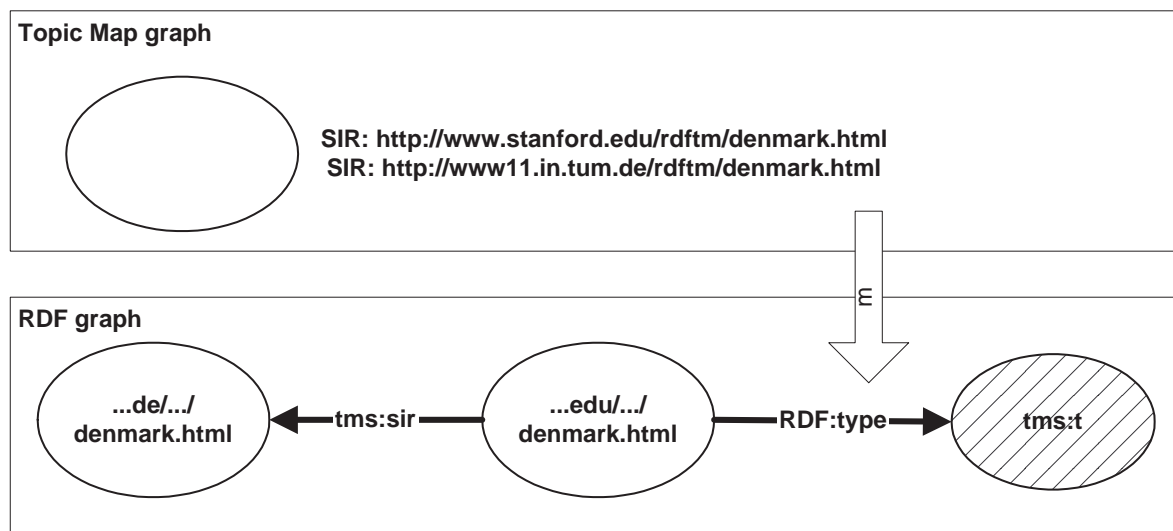 Topic Map graph
SIR: http://www.stanford.edu/rdftm/denmark.html
SIR: http://www11.in.tum.de/rdftm/denmark.html
m
RDF graph
...de/.../
denmark.html
tms:sir
...edu/.../
denmark.html
RDF:type
tms:t